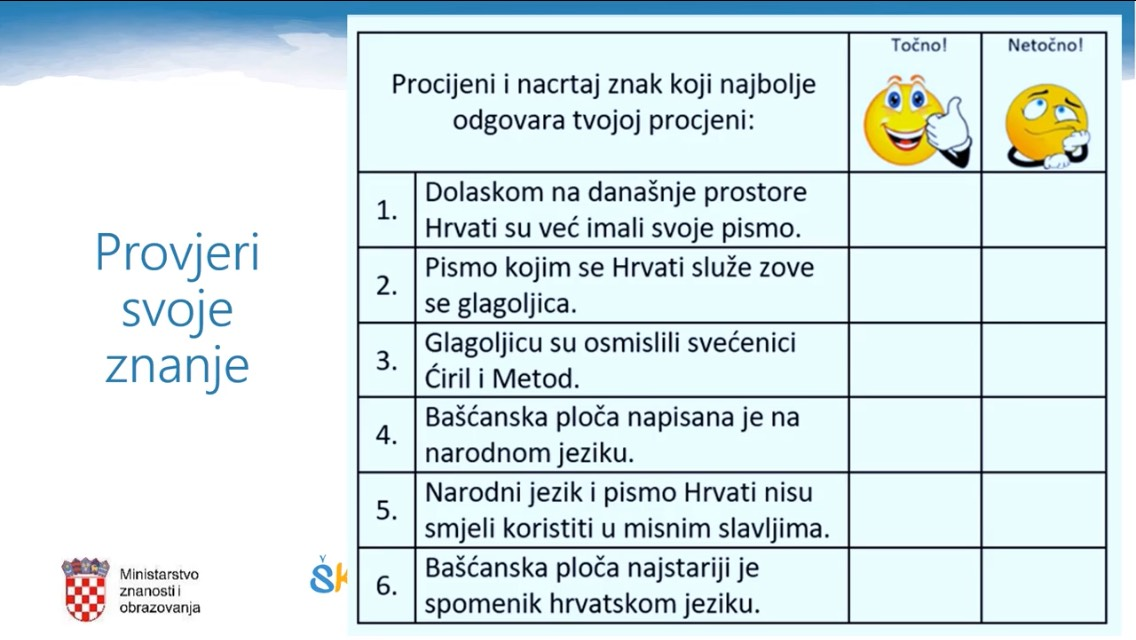 Provjeri
svoje
znanje
Ministarstvo
znanosti i
obrazovanja
Procijeni i nacrtaj znak koji najbolje
odgovara tvojoj procjeni:
Točno!
Netočno!
1.
Dolaskom na današnje prostore
Hrvati su već imali svoje pismo.
2.
Pismo kojim se Hrvati služe zove
se glagoljica.
3.
Glagoljicu su osmislili svećenici
Ćiril i Metod.
4.
Bašćanska ploča napisana je na
narodnom jeziku.
5.
Narodni jezik i pismo Hrvati nisu
smjeli koristiti u misnim slavljima.
6.
Bašćanska ploča najstariji je
spomenik hrvatskom jeziku.